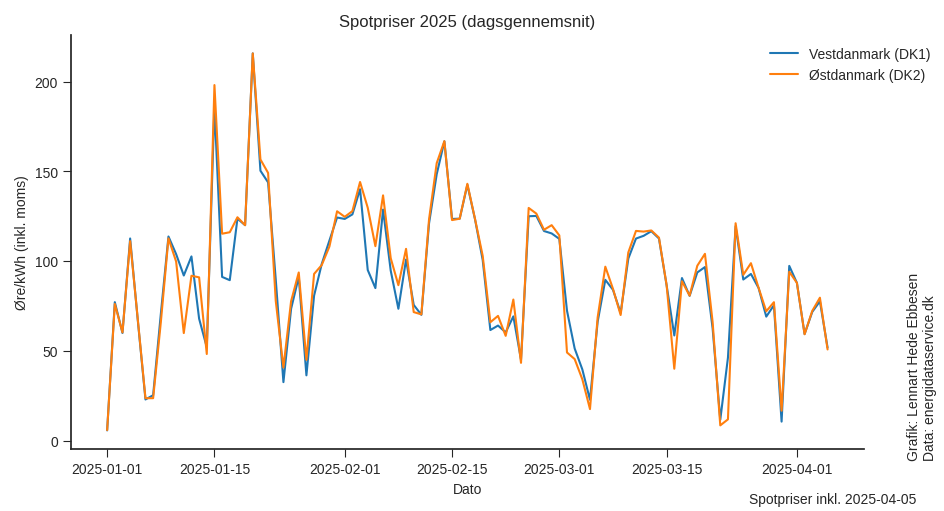 Spotpriser 2025 (dagsgennemsnit)
Vestdanmark (DK1)
Østdanmark (DK2)
Øre/kWh (inkl. moms)
200
150
100
50
0
2025-01-01
2025-01-15
2025-02-01
2025-02-15
2025-03-01
2025-03-15
2025-04-01
Dato
Grafik: Lennart Hede Ebbesen
Data: energidataservice.dk
Spotpriser inkl. 2025-04-05